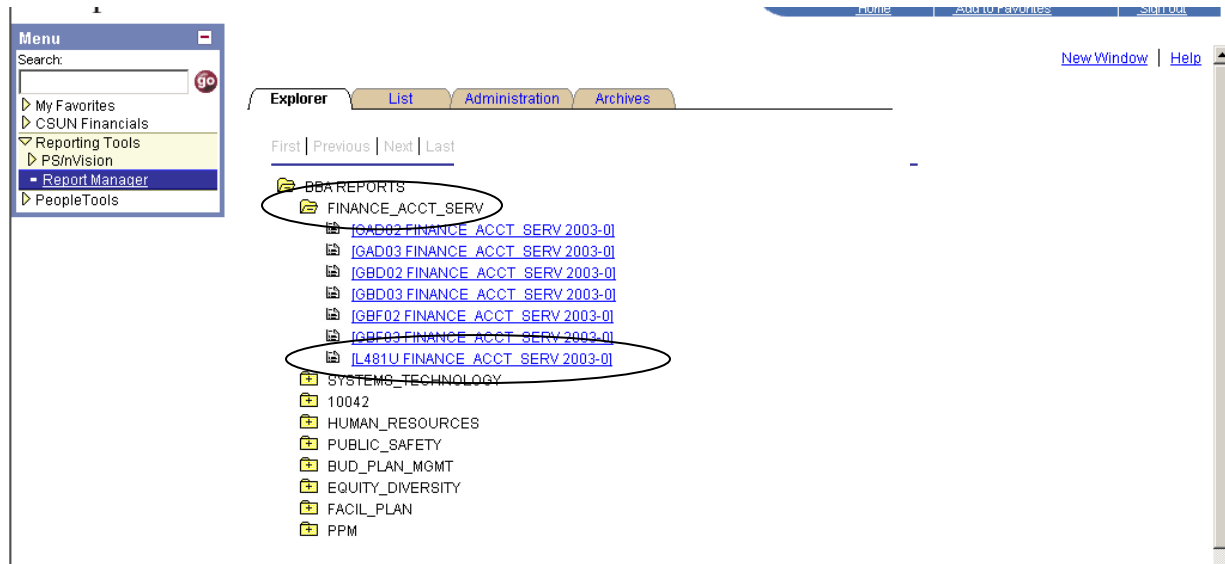 Home Add to Favorites Sign out
Menu
Search:
go
My Favorites
CSUN Financials
Reporting Tools
PS/nVision
Report Manager
PeopleTools
New Window | Help
Explorer List Administration Archives
First | Previous | Next | Last
BBA REPORTS
FINANCE_ACCT_SERV
[GAD02 FINANCE_ACCT_SERV 2003-0]
[GAD03 FINANCE_ACCT_SERV 2003-0]
[GBD02 FINANCE_ACCT_SERV 2003-0]
[GBD03 FINANCE_ACCT_SERV 2003-0]
[GBF02 FINANCE_ACCT_SERV 2003-0]
[GBF03 FINANCE_ACCT_SERV 2003-0]
[L481U FINANCE_ACCT_SERV 2003-0]
SYSTEMS_TECHNOLOGY
10042
HUMAN_RESOURCES
PUBLIC_SAFETY
BUD_PLAN_MGMT
EQUITY_DIVERSITY
FACIL_PLAN
PPM